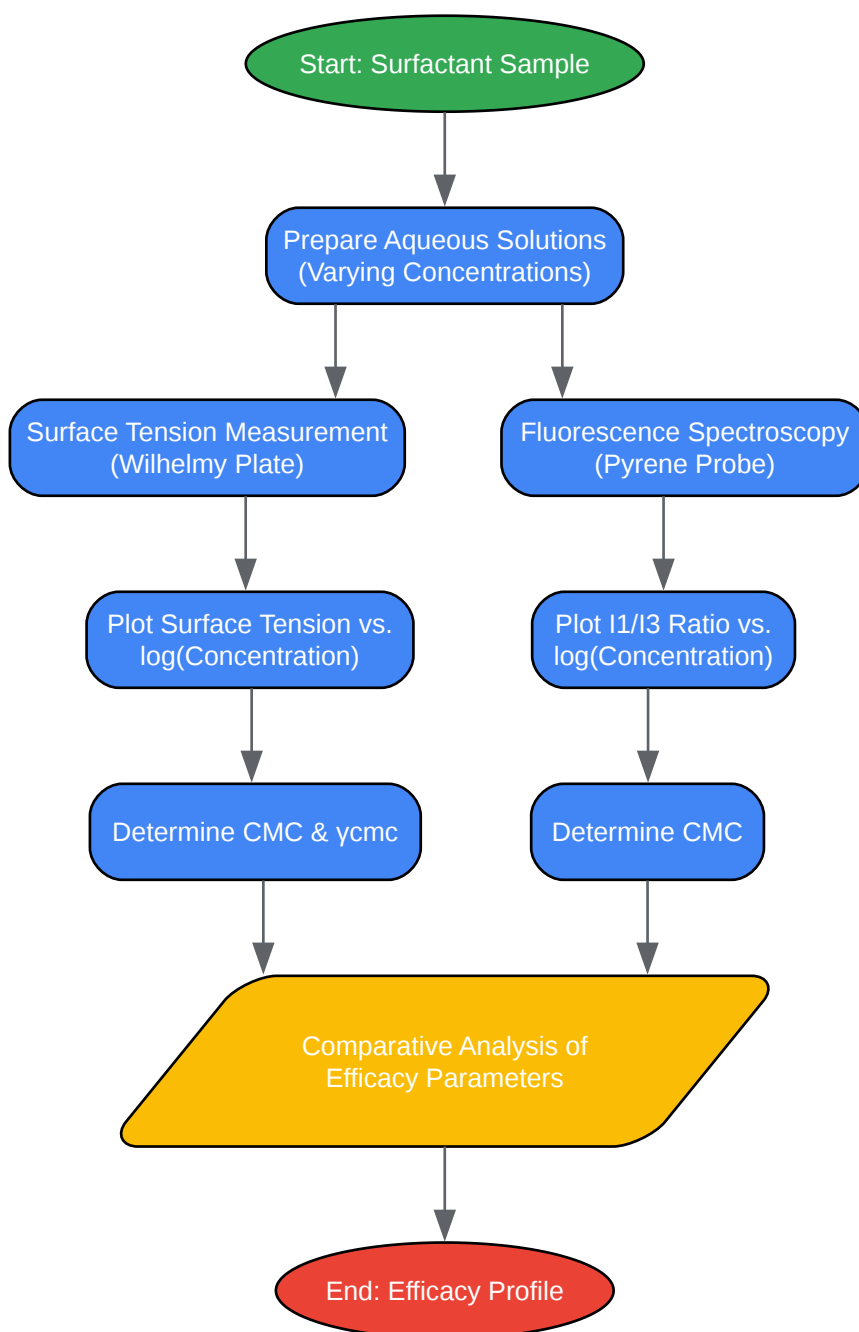 Start: Surfactant Sample
Prepare Aqueous Solutions
(Varying Concentrations)
Surface Tension Measurement
(Wilhelmy Plate)
Fluorescence Spectroscopy
(Pyrene Probe)
Plot Surface Tension vs.
log(Concentration)
Plot I1/I3 Ratio vs.
log(Concentration)
Determine CMC & γcmc
Determine CMC
Comparative Analysis of
Efficacy Parameters
End: Efficacy Profile